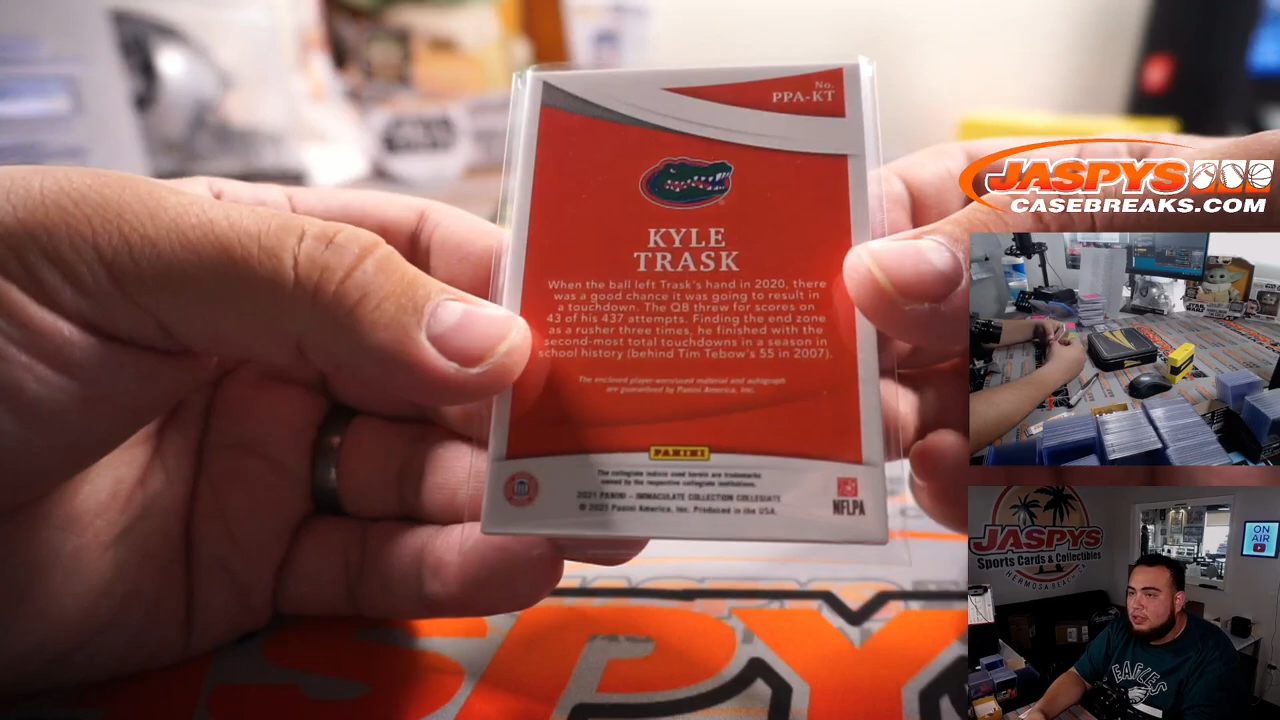 No.
PPA-KT
KYLE
TRASK
When the ball left Trask's hand in 2020, there
was a good chance it was going to result in
a touchdown. The QB threw for scores on
43 of his 437 attempts. Finding the end zone
as a rusher three times, he finished with the
second-most total touchdowns in a season in
school history (behind Tim Tebow's 55 in 2007).
The enclosed player-worn/used material and autograph
are guaranteed by Panini America, Inc.
PANINI
The collegiate indicia used herein are trademarks
owned by the respective collegiate institutions.
2021 PANINI - IMMACULATE COLLECTION COLLEGIATE
© 2021 Panini America, Inc. Produced in the USA.
NFLPA
JASPYS
CASEBREAKS.COM
STAR WARS
JASPYS
Sports Cards & Collectibles
HERMOSA BEACH, CA
ON
AIR
EAGLES
JASPY